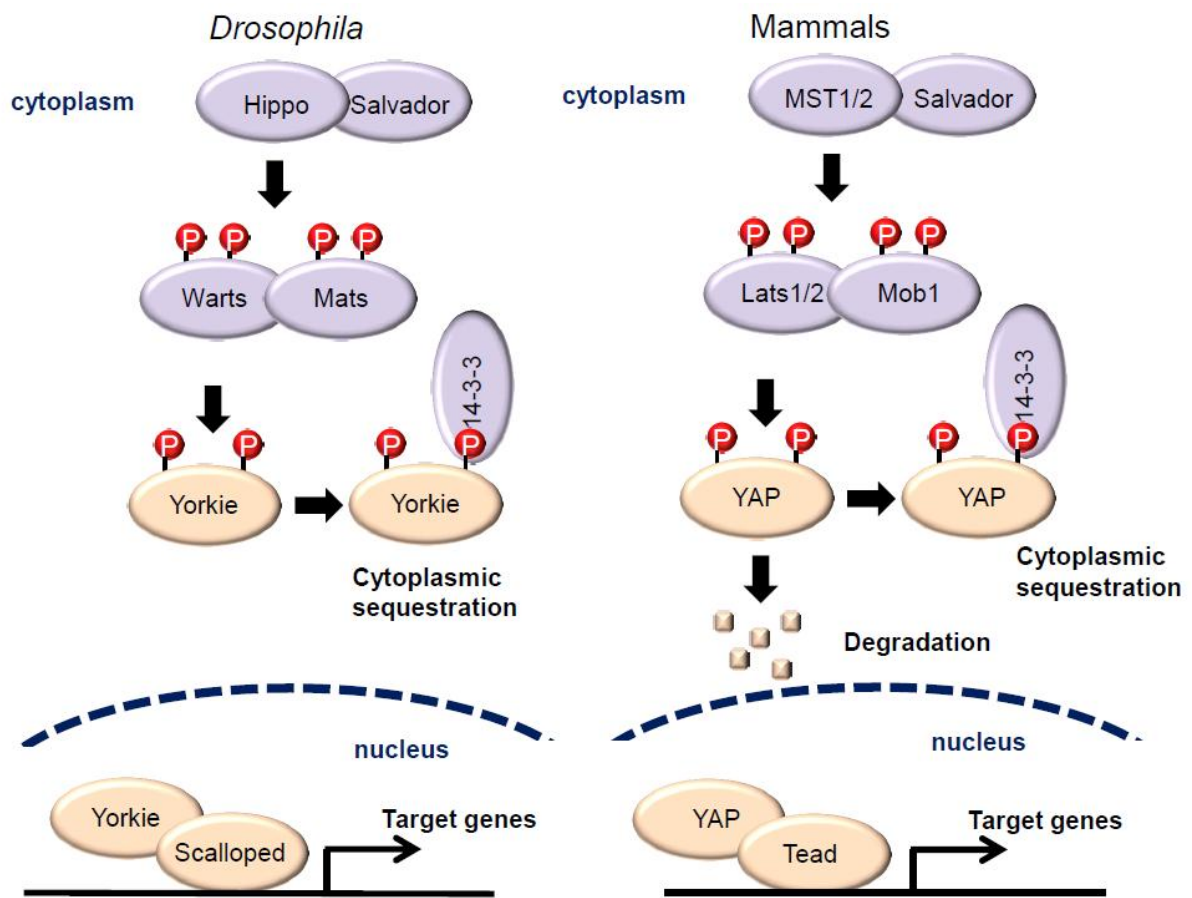 Drosophila
cytoplasm
Hippo
Salvador
P
P
P
P
Warts
Mats
14-3-3
P
P
P
P
Yorkie
Yorkie
Cytoplasmic
sequestration
nucleus
Yorkie
Scalloped
Target genes
Mammals
cytoplasm
MST1/2
Salvador
P
P
P
P
Lats1/2
Mob1
14-3-3
P
P
P
P
YAP
YAP
Cytoplasmic
sequestration
Degradation
nucleus
YAP
Tead
Target genes